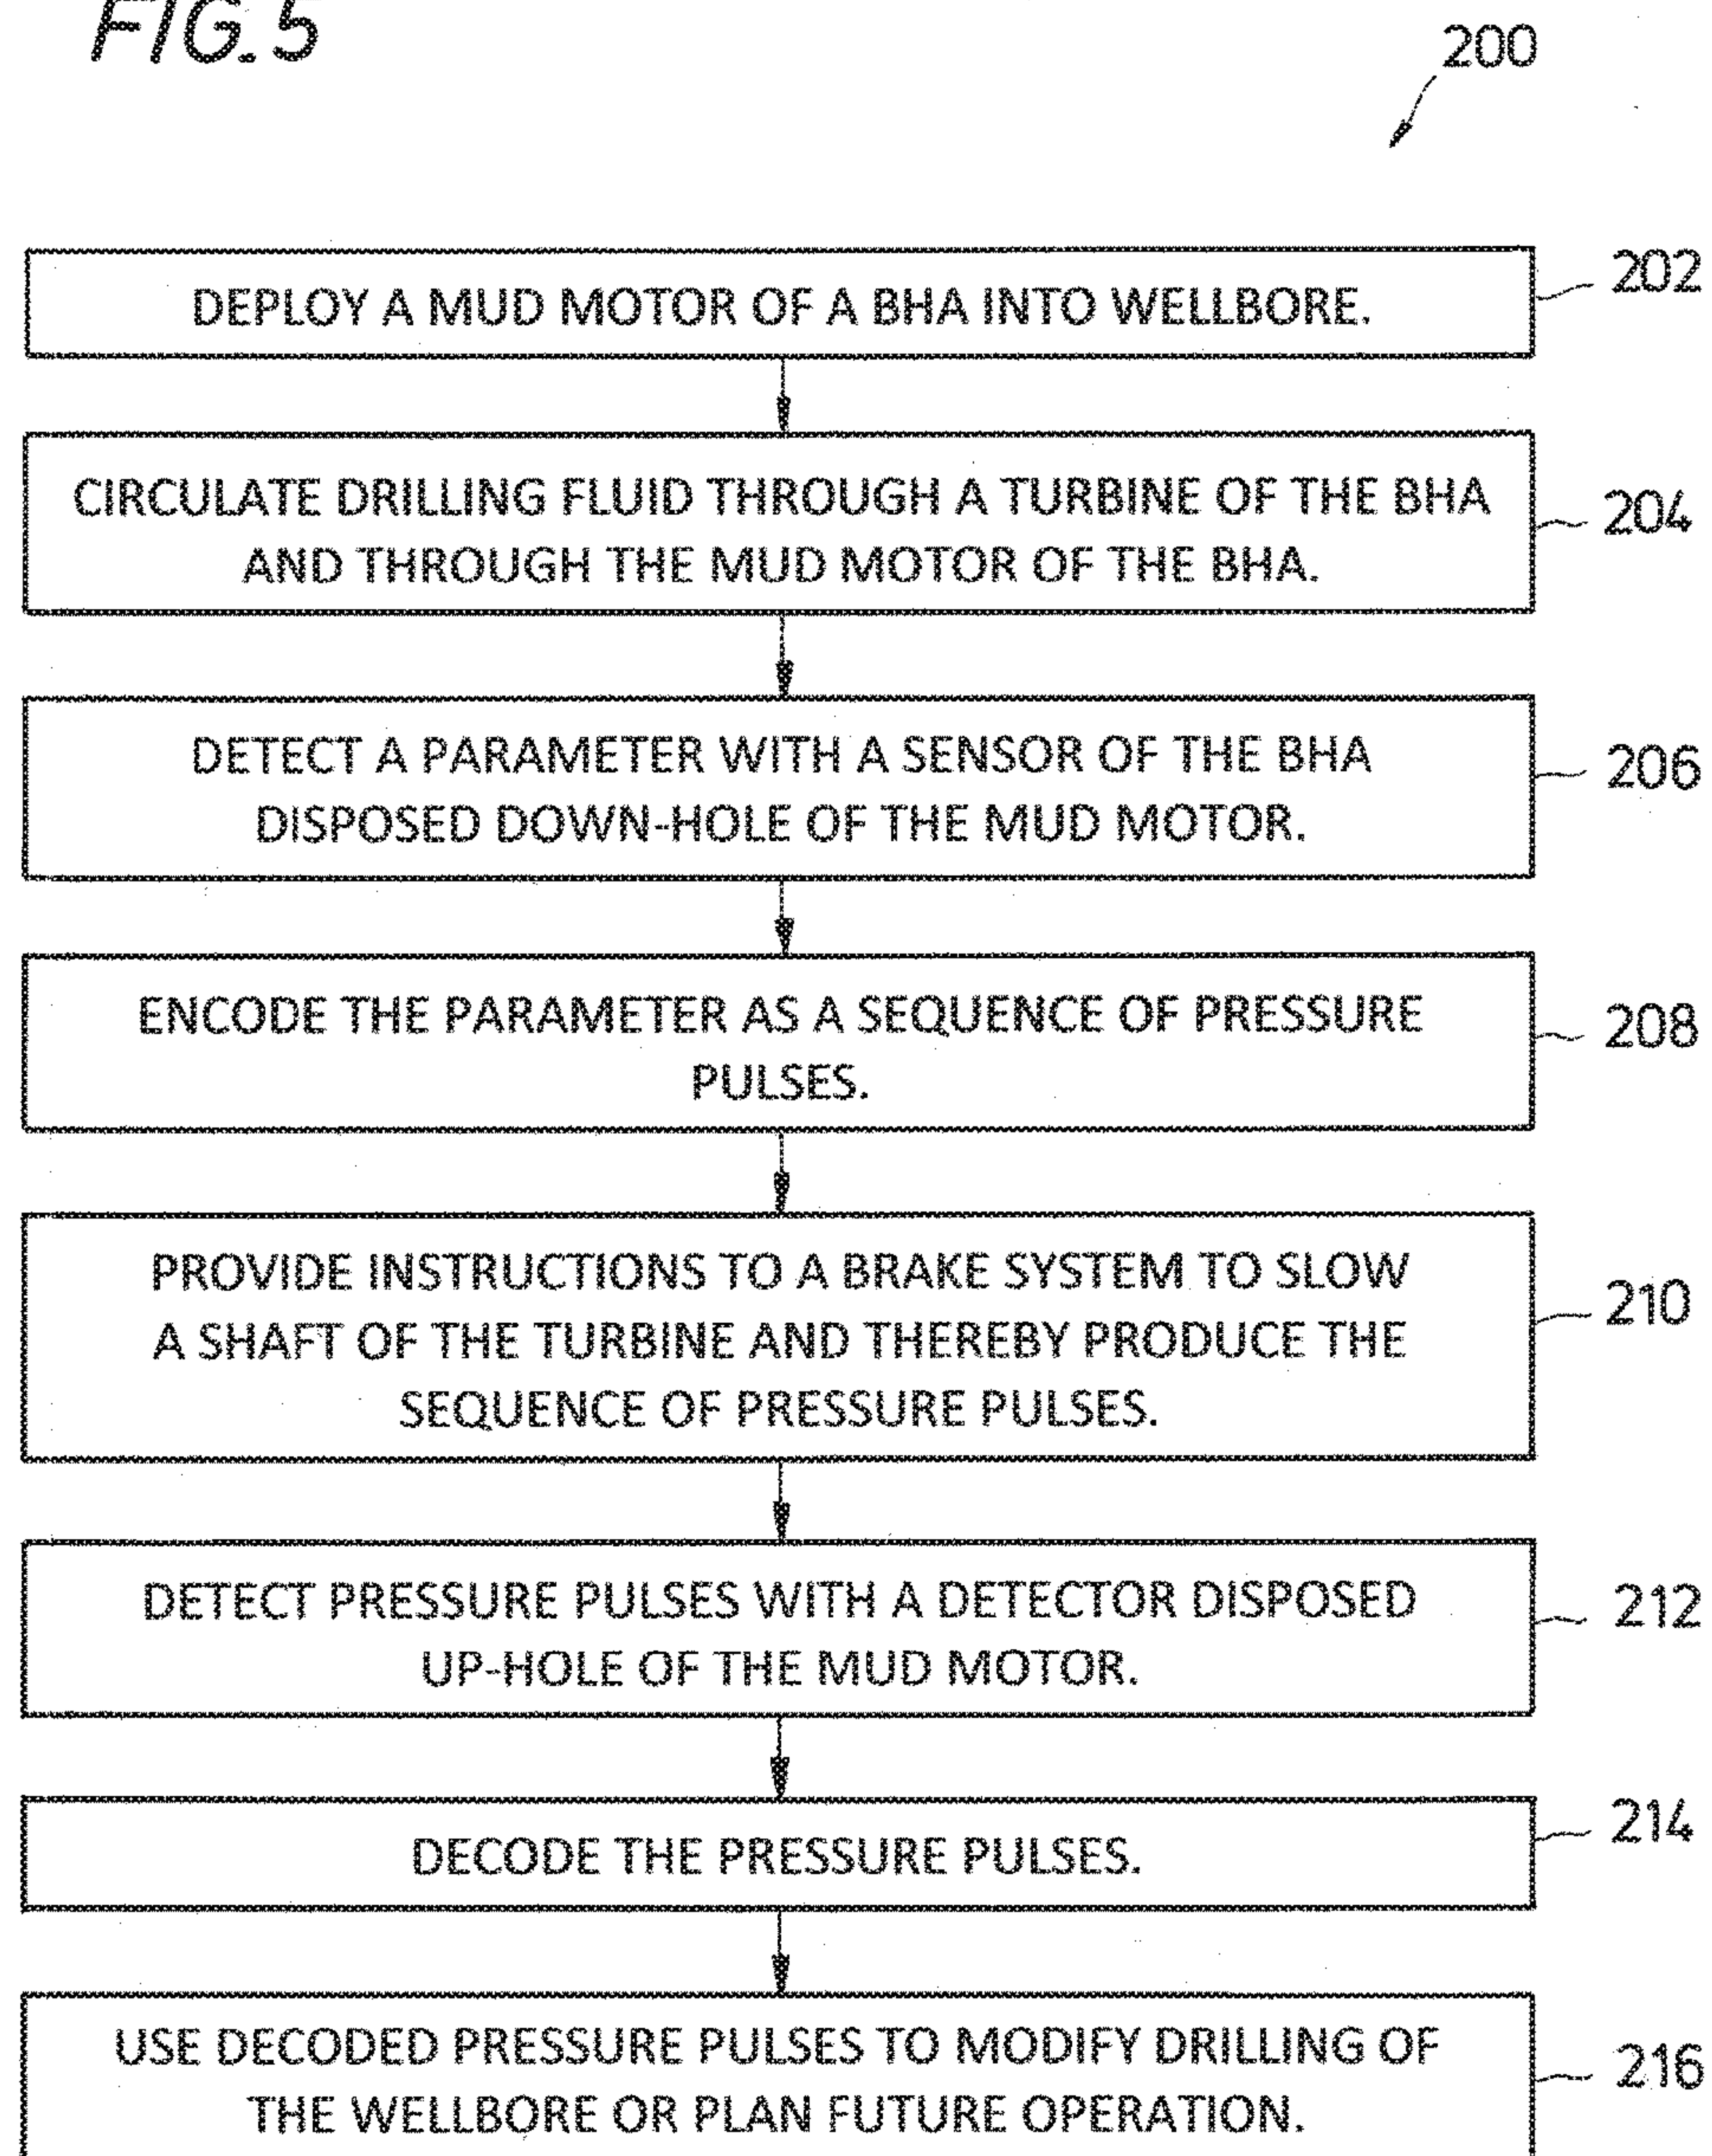 FIG. 5
200
DEPLOY A MUD MOTOR OF A BHA INTO WELLBORE.
202
CIRCULATE DRILLING FLUID THROUGH A TURBINE OF THE BHA
AND THROUGH THE MUD MOTOR OF THE BHA.
204
DETECT A PARAMETER WITH A SENSOR OF THE BHA
DISPOSED DOWN-HOLE OF THE MUD MOTOR.
206
ENCODE THE PARAMETER AS A SEQUENCE OF PRESSURE
PULSES.
208
PROVIDE INSTRUCTIONS TO A BRAKE SYSTEM TO SLOW
A SHAFT OF THE TURBINE AND THEREBY PRODUCE THE
SEQUENCE OF PRESSURE PULSES.
210
DETECT PRESSURE PULSES WITH A DETECTOR DISPOSED
UP-HOLE OF THE MUD MOTOR.
212
DECODE THE PRESSURE PULSES.
214
USE DECODED PRESSURE PULSES TO MODIFY DRILLING OF
THE WELLBORE OR PLAN FUTURE OPERATION.
216